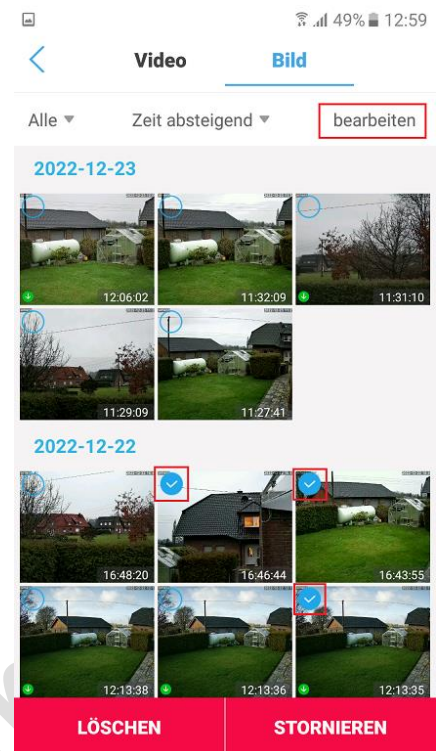 49% 12:59
Video Bild
Alle Zeit absteigend bearbeiten
2022-12-23
12:06:02 11:32:09 11:31:10
11:29:09 11:27:41
2022-12-22
16:48:20 16:46:44 16:43:55
12:13:38 12:13:36 12:13:35
LÖSCHEN STORNIEREN